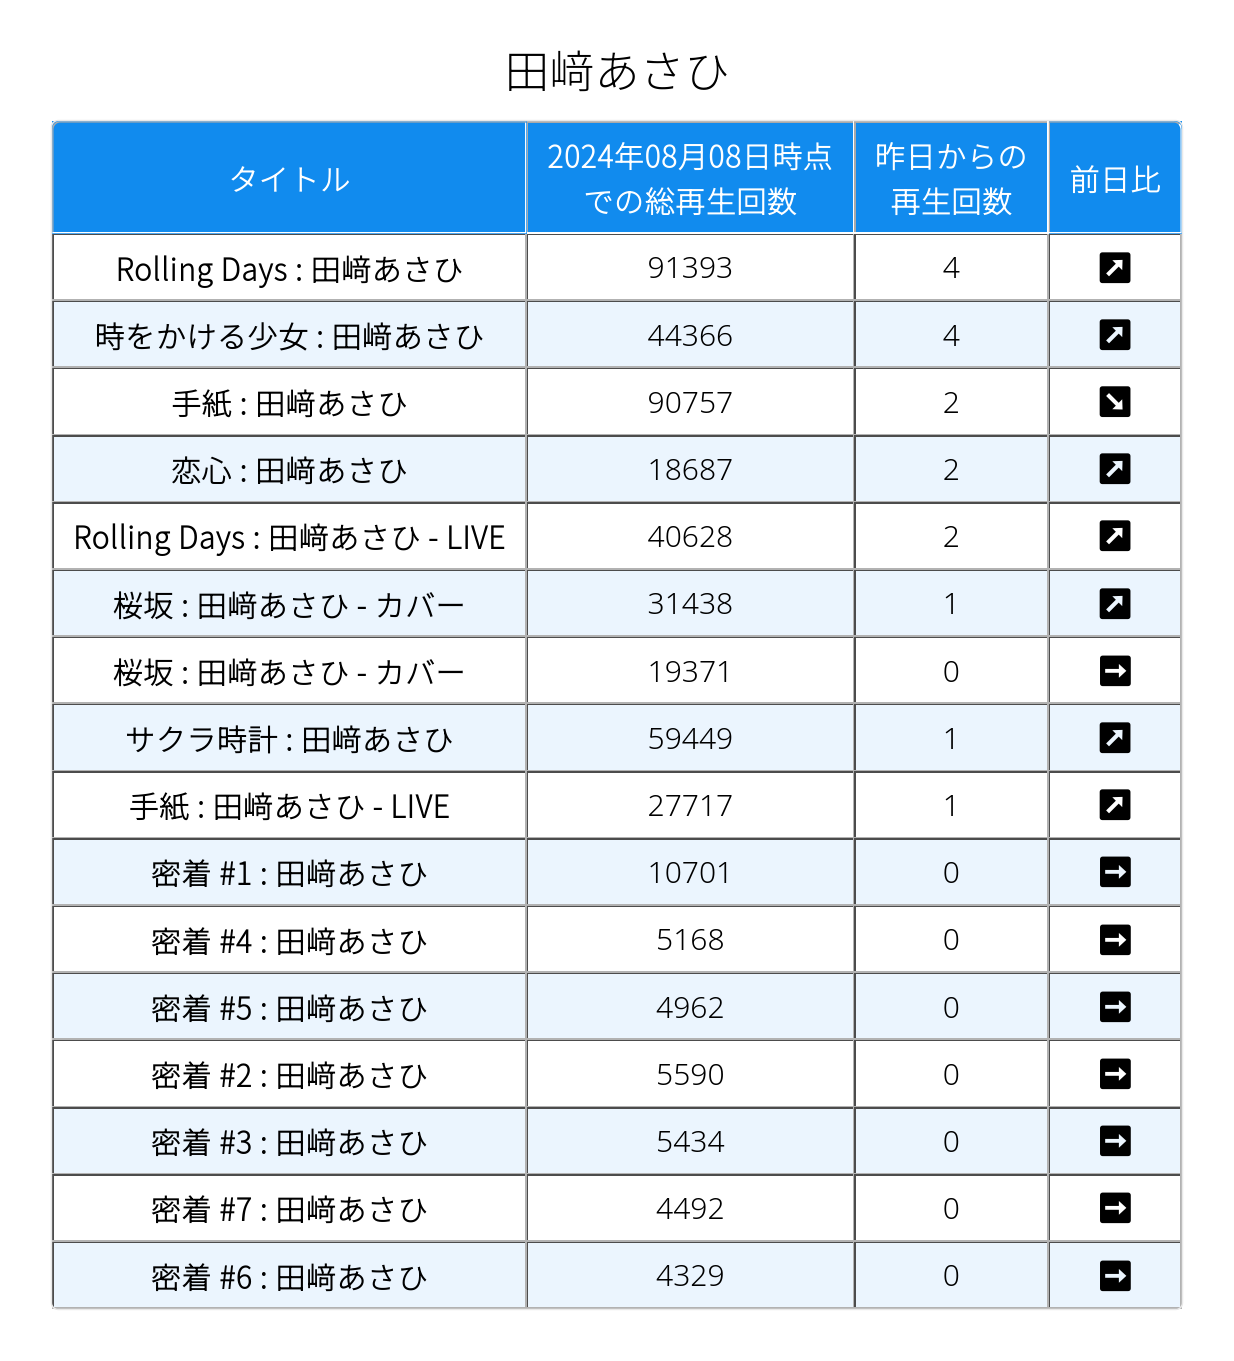 田﨑あさひ
タイトル 2024年08月08日時点 昨日からの 前日比
での総再生回数 再生回数
Rolling Days : 田﨑あさひ 91393 4
時をかける少女 : 田﨑あさひ 44366 4
手紙 : 田﨑あさひ 90757 2
恋心 : 田﨑あさひ 18687 2
Rolling Days : 田﨑あさひ - LIVE 40628 2
桜坂 : 田﨑あさひ - カバー 31438 1
桜坂 : 田﨑あさひ - カバー 19371 0
サクラ時計 : 田﨑あさひ 59449 1
手紙 : 田﨑あさひ - LIVE 27717 1
密着 #1 : 田﨑あさひ 10701 0
密着 #4 : 田﨑あさひ 5168 0
密着 #5 : 田﨑あさひ 4962 0
密着 #2 : 田﨑あさひ 5590 0
密着 #3 : 田﨑あさひ 5434 0
密着 #7 : 田﨑あさひ 4492 0
密着 #6 : 田﨑あさひ 4329 0